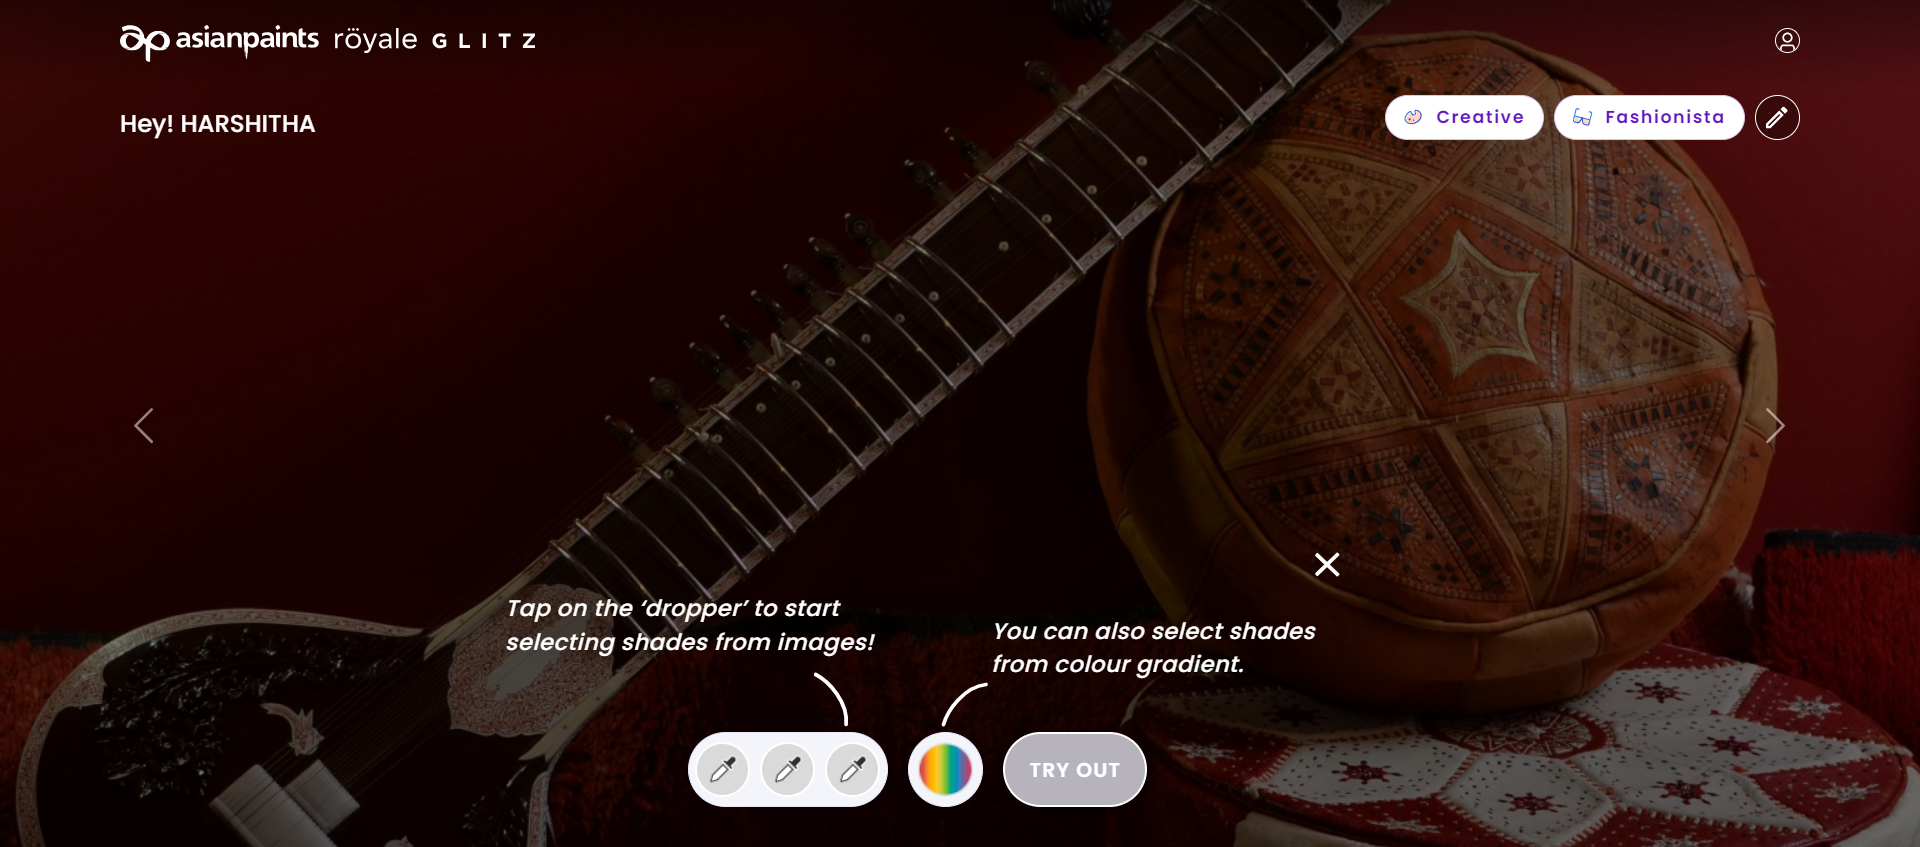 asianpaints röyale GLITZ
Hey! HARSHITHA
Creative
Fashionista
Tap on the ‘dropper’ to start
selecting shades from images!
You can also select shades
from colour gradient.
TRY OUT